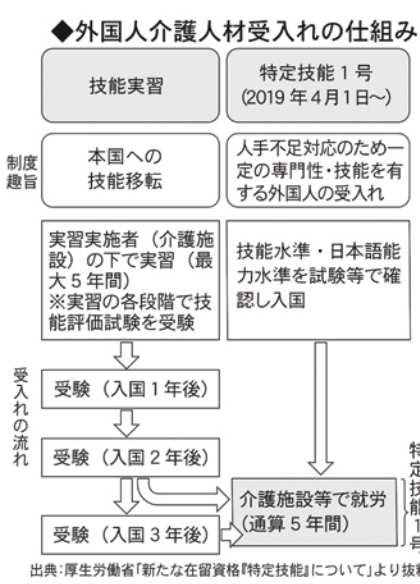 ◆外国人介護人材受入れの仕組み
技能実習
特定技能1号
(2019年4月1日〜)
制度
趣旨
本国への
技能移転
人手不足対応のため一
定の専門性・技能を有
する外国人の受入れ
受入れの流れ
実習実施者（介護施
設）の下で実習（最
大5年間）
※実習の各段階で技
能評価試験を受験
技能水準・日本語能
力水準を試験等で確
認し入国
受験（入国1年後）
受験（入国2年後）
受験（入国3年後）
介護施設等で就労
(通算5年間)
特定技能1号
出典:厚生労働省「新たな在留資格『特定技能』について」より抜粋